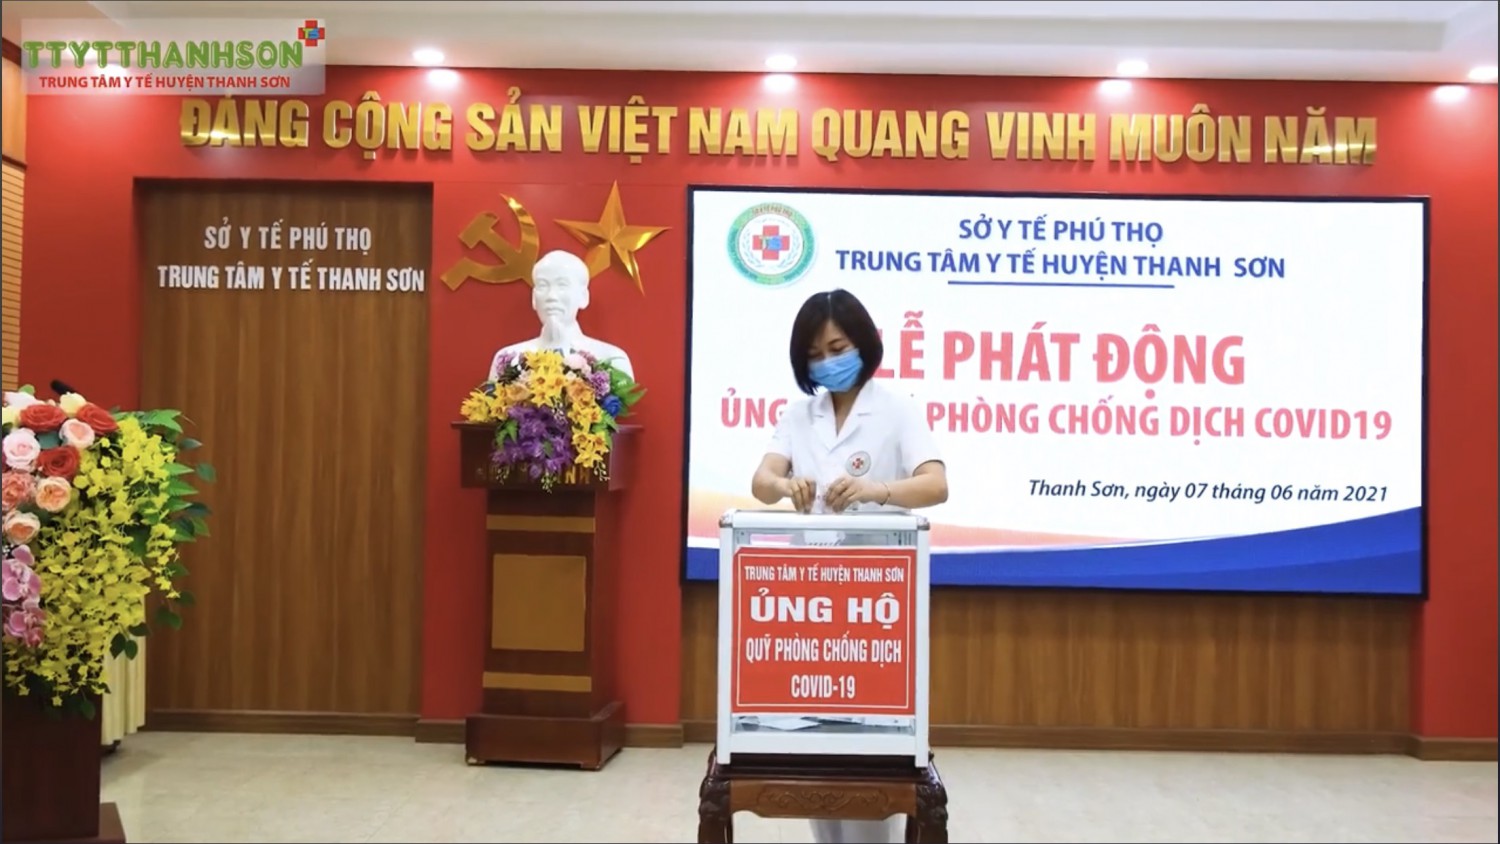 TTYTTHANHSON
TS
TRUNG TÂM Y TẾ HUYỆN THANH SƠN
ĐẢNG CỘNG SẢN VIỆT NAM QUANG VINH MUÔN NĂM
SỞ Y TẾ PHÚ THỌ
TRUNG TÂM Y TẾ THANH SƠN
TS
SỞ Y TẾ PHÚ THỌ
TRUNG TÂM Y TẾ HUYỆN THANH SƠN
LỄ PHÁT ĐỘNG
ỦNG PHÒNG CHỐNG DỊCH COVID19
Thanh Sơn, ngày 07 tháng 06 năm 2021
TRUNG TÂM Y TẾ HUYỆN THANH SƠN
ỦNG HỘ
QUỸ PHÒNG CHỐNG DỊCH
COVID-19